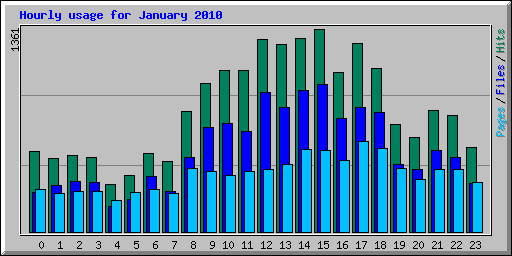 Hourly usage for January 2010
1361
Pages/Files/Hits
0 1 2 3 4 5 6 7 8 9 10 11 12 13 14 15 16 17 18 19 20 21 22 23